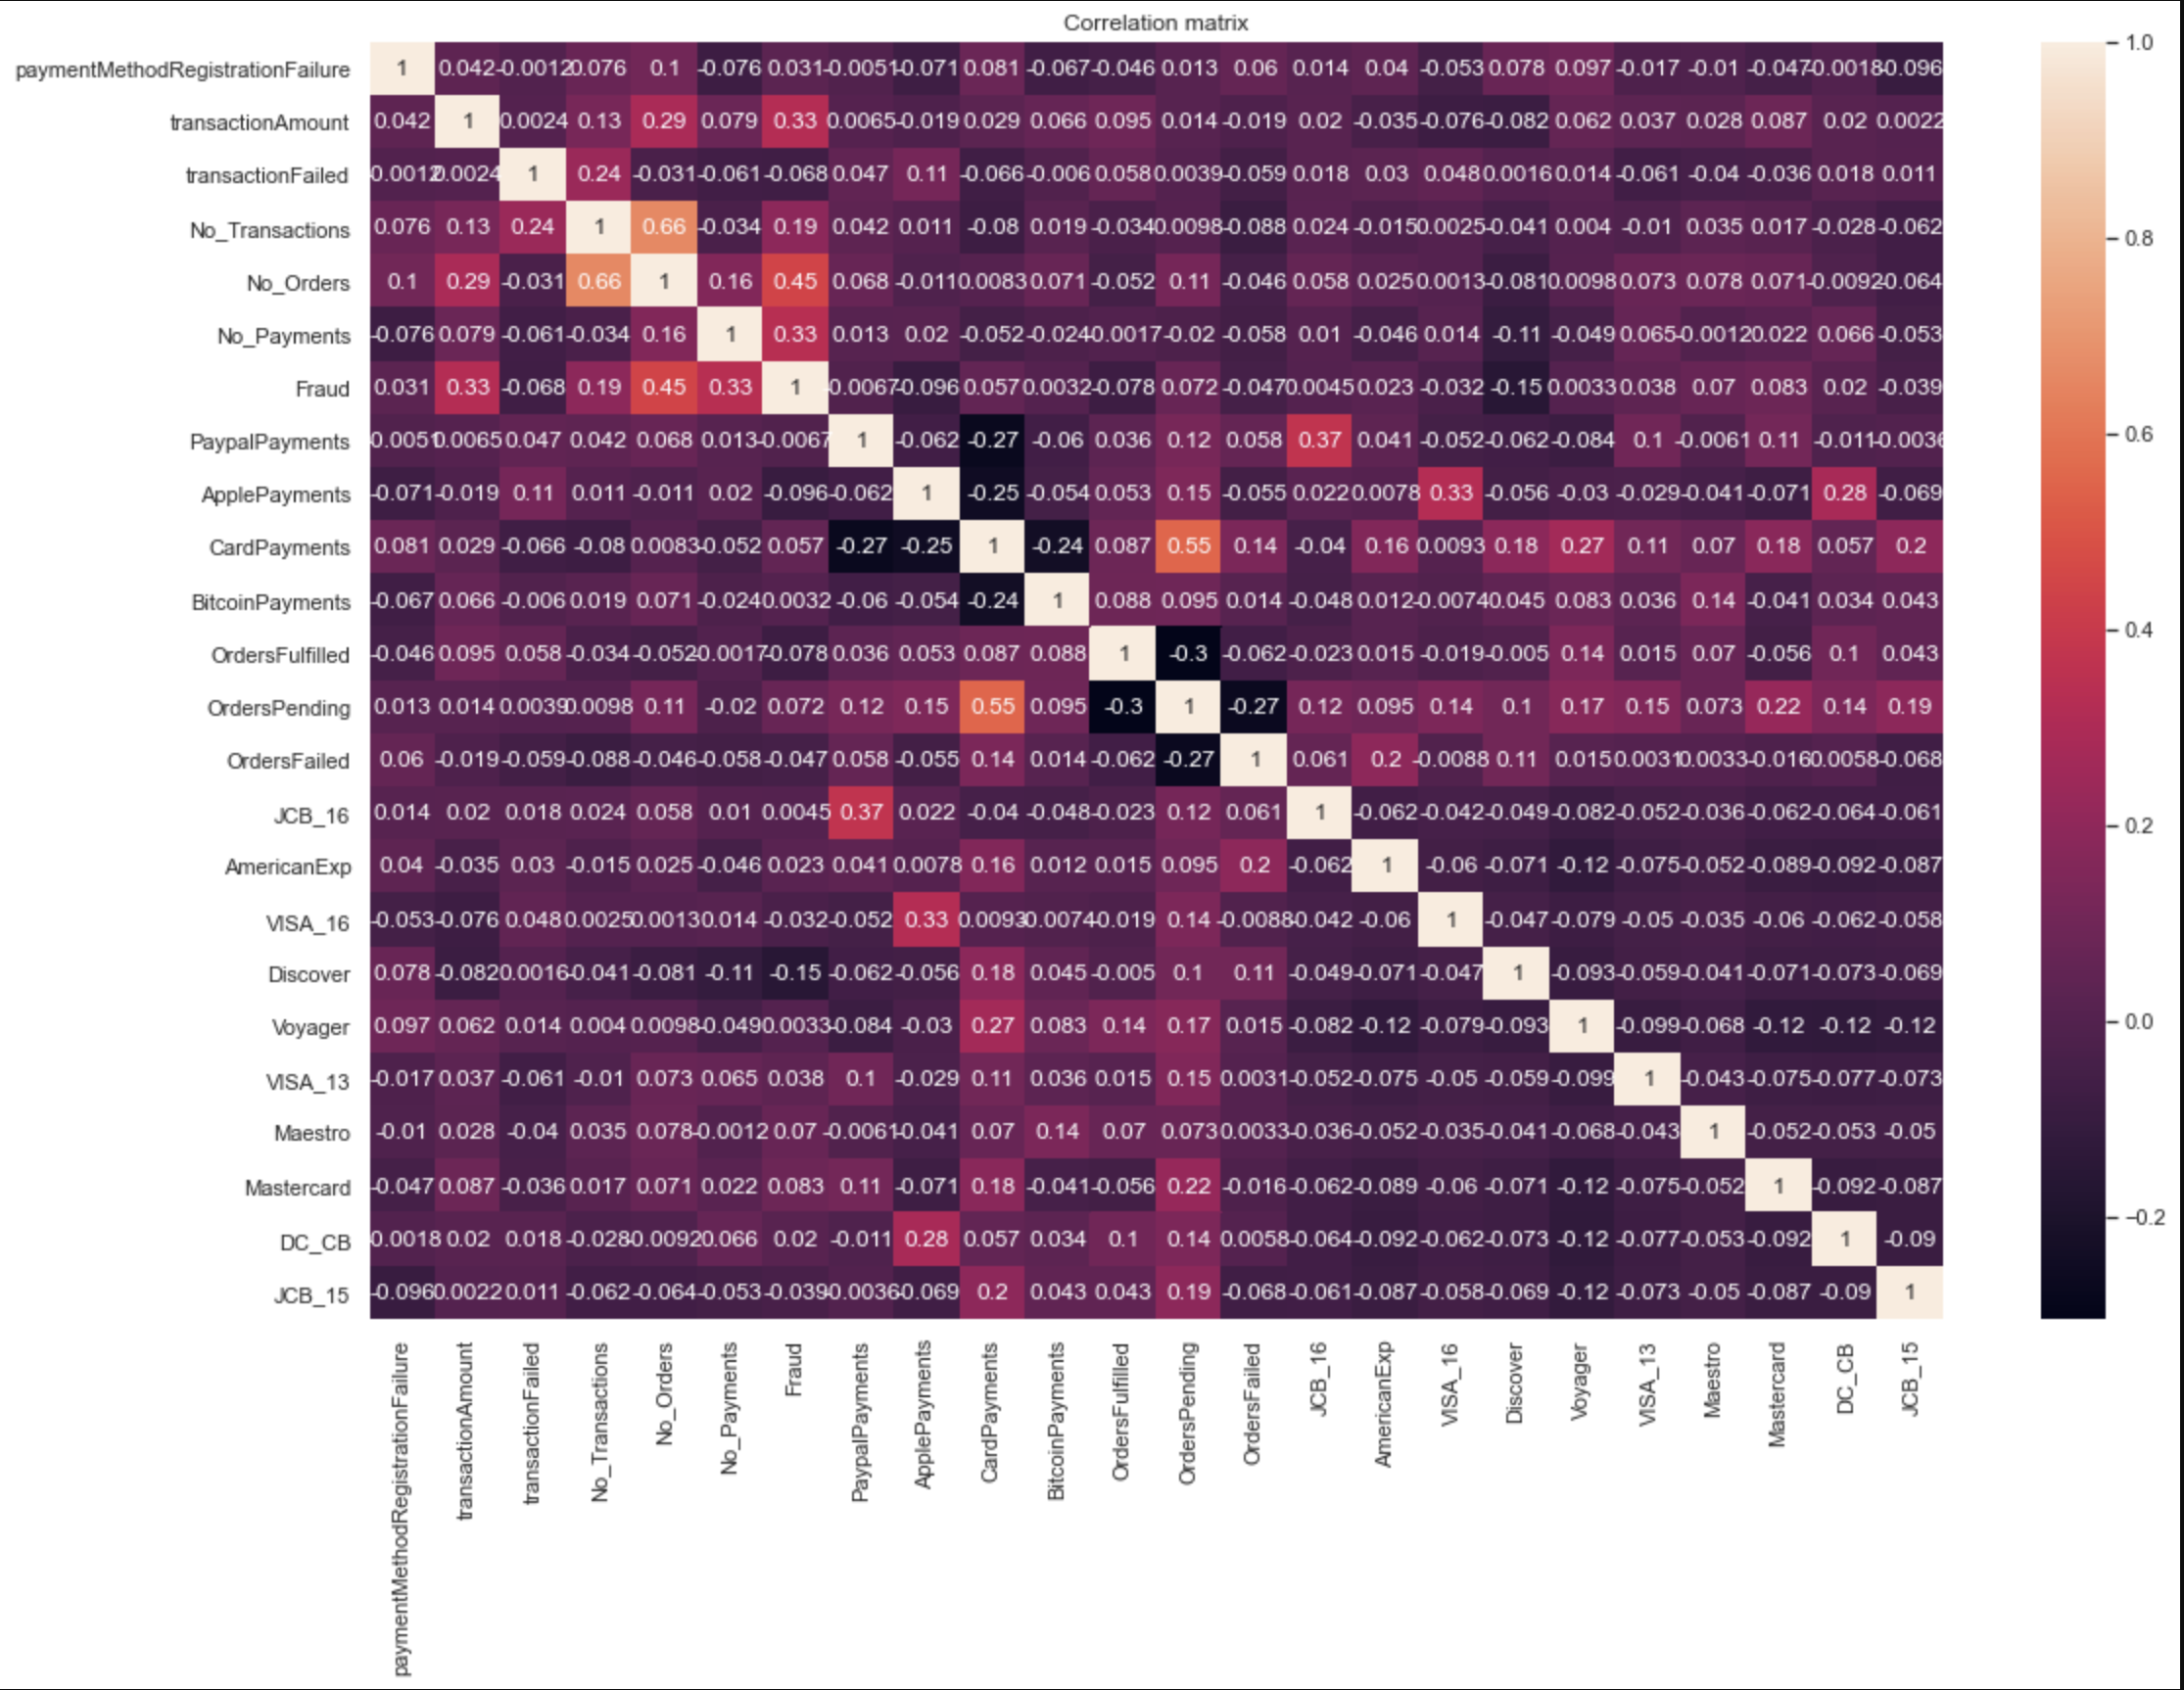 Correlation matrix
paymentMethodRegistrationFailure 1 0.042 -0.0012 0.076 0.1 -0.076 0.031 -0.0051 -0.071 0.081 -0.067 -0.046 0.013 0.06 0.014 0.04 -0.053 0.078 0.097 -0.017 -0.01 -0.047 -0.0018 -0.096
transactionAmount 0.042 1 0.0024 0.13 0.29 0.079 0.33 0.0065 -0.019 0.029 0.066 0.095 0.014 -0.019 0.02 -0.035 -0.076 -0.082 0.062 0.037 0.028 0.087 0.02 0.0022
transactionFailed -0.0012 0.0024 1 0.24 -0.031 -0.061 -0.068 0.047 0.11 -0.066 -0.006 0.058 0.0039 -0.059 0.018 0.03 0.048 0.0016 0.014 -0.061 -0.04 -0.036 0.018 0.011
No_Transactions 0.076 0.13 0.24 1 0.66 -0.034 0.19 0.042 0.011 -0.08 0.019 -0.034 0.0098 -0.088 0.024 -0.015 0.0025 -0.041 0.004 -0.01 0.035 0.017 -0.028 -0.062
No_Orders 0.1 0.29 -0.031 0.66 1 0.16 0.45 0.068 -0.011 0.0083 0.071 -0.052 0.11 -0.046 0.058 0.025 0.0013 -0.081 0.0098 0.073 0.078 0.071 -0.0092 -0.064
No_Payments -0.076 0.079 -0.061 -0.034 0.16 1 0.33 0.013 0.02 -0.052 -0.024 0.0017 -0.02 -0.058 0.01 -0.046 0.014 -0.11 -0.049 0.065 -0.0012 0.022 0.066 -0.053
Fraud 0.031 0.33 -0.068 0.19 0.45 0.33 1 -0.0067 -0.096 0.057 0.0032 -0.078 0.072 -0.047 0.0045 0.023 -0.032 -0.15 0.0033 0.038 0.07 0.083 0.02 -0.039
PaypalPayments -0.0051 0.0065 0.047 0.042 0.068 0.013 -0.0067 1 -0.062 -0.27 -0.06 0.036 0.12 0.058 0.37 0.041 -0.052 -0.062 -0.084 0.1 -0.0061 0.11 -0.011 -0.0036
ApplePayments -0.071 -0.019 0.11 0.011 -0.011 0.02 -0.096 -0.062 1 -0.25 -0.054 0.053 0.15 -0.055 0.022 0.0078 0.33 -0.056 -0.03 -0.029 -0.041 -0.071 0.28 -0.069
CardPayments 0.081 0.029 -0.066 -0.08 0.0083 -0.052 0.057 -0.27 -0.25 1 -0.24 0.087 0.55 0.14 -0.04 0.16 0.0093 0.18 0.27 0.11 0.07 0.18 0.057 0.2
BitcoinPayments -0.067 0.066 -0.006 0.019 0.071 -0.024 0.0032 -0.06 -0.054 -0.24 1 0.088 0.095 0.014 -0.048 0.012 -0.0074 0.045 0.083 0.036 0.14 -0.041 0.034 0.043
OrdersFulfilled -0.046 0.095 0.058 -0.034 -0.052 0.0017 -0.078 0.036 0.053 0.087 0.088 1 -0.3 -0.062 -0.023 0.015 -0.019 -0.005 0.14 0.015 0.07 -0.056 0.1 0.043
OrdersPending 0.013 0.014 0.0039 0.0098 0.11 -0.02 0.072 0.12 0.15 0.55 0.095 -0.3 1 -0.27 0.12 0.095 0.14 0.1 0.17 0.15 0.073 0.22 0.14 0.19
OrdersFailed 0.06 -0.019 -0.059 -0.088 -0.046 -0.058 -0.047 0.058 -0.055 0.14 0.014 -0.062 -0.27 1 0.061 0.2 -0.0088 0.11 0.015 0.0031 0.0033 -0.016 0.0058 -0.068
JCB_16 0.014 0.02 0.018 0.024 0.058 0.01 0.0045 0.37 0.022 -0.04 -0.048 -0.023 0.12 0.061 1 -0.062 -0.042 -0.049 -0.082 -0.052 -0.036 -0.062 -0.064 -0.061
AmericanExp 0.04 -0.035 0.03 -0.015 0.025 -0.046 0.023 0.041 0.0078 0.16 0.012 0.015 0.095 0.2 -0.062 1 -0.06 -0.071 -0.12 -0.075 -0.052 -0.089 -0.092 -0.087
VISA_16 -0.053 -0.076 0.048 0.0025 0.0013 0.014 -0.032 -0.052 0.33 0.0093 -0.0074 -0.019 0.14 -0.0088 -0.042 -0.06 1 -0.047 -0.079 -0.05 -0.035 -0.06 -0.062 -0.058
Discover 0.078 -0.082 0.0016 -0.041 -0.081 -0.11 -0.15 -0.062 -0.056 0.18 0.045 -0.005 0.1 0.11 -0.049 -0.071 -0.047 1 -0.093 -0.059 -0.041 -0.071 -0.073 -0.069
Voyager 0.097 0.062 0.014 0.004 0.0098 -0.049 0.0033 -0.084 -0.03 0.27 0.083 0.14 0.17 0.015 -0.082 -0.12 -0.079 -0.093 1 -0.099 -0.068 -0.12 -0.12 -0.12
VISA_13 -0.017 0.037 -0.061 -0.01 0.073 0.065 0.038 0.1 -0.029 0.11 0.036 0.015 0.15 0.0031 -0.052 -0.075 -0.05 -0.059 -0.099 1 -0.043 -0.075 -0.077 -0.073
Maestro -0.01 0.028 -0.04 0.035 0.078 -0.0012 0.07 -0.0061 -0.041 0.07 0.14 0.07 0.073 0.0033 -0.036 -0.052 -0.035 -0.041 -0.068 -0.043 1 -0.052 -0.053 -0.05
Mastercard -0.047 0.087 -0.036 0.017 0.071 0.022 0.083 0.11 -0.071 0.18 -0.041 -0.056 0.22 -0.016 -0.062 -0.089 -0.06 -0.071 -0.12 -0.075 -0.052 1 -0.092 -0.087
DC_CB -0.0018 0.02 0.018 -0.028 -0.0092 0.066 0.02 -0.011 0.28 0.057 0.034 0.1 0.14 0.0058 -0.064 -0.092 -0.062 -0.073 -0.12 -0.077 -0.053 -0.092 1 -0.09
JCB_15 -0.096 0.0022 0.011 -0.062 -0.064 -0.053 -0.039 -0.0036 -0.069 0.2 0.043 0.043 0.19 -0.068 -0.061 -0.087 -0.058 -0.069 -0.12 -0.073 -0.05 -0.087 -0.09 1
paymentMethodRegistrationFailure
transactionAmount
transactionFailed
No_Transactions
No_Orders
No_Payments
Fraud
PaypalPayments
ApplePayments
CardPayments
BitcoinPayments
OrdersFulfilled
OrdersPending
OrdersFailed
JCB_16
AmericanExp
VISA_16
Discover
Voyager
VISA_13
Maestro
Mastercard
DC_CB
JCB_15
1.0
0.8
0.6
0.4
0.2
0.0
−0.2